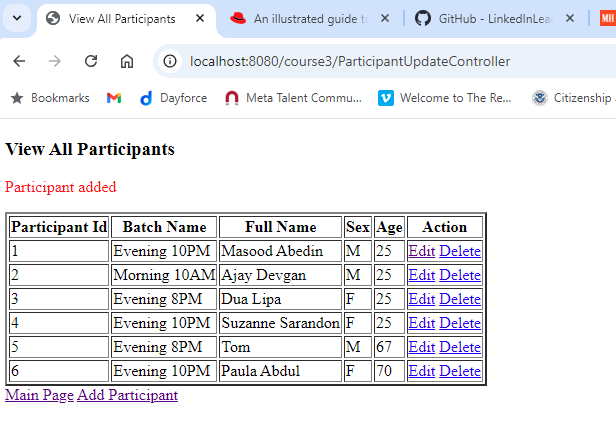 View All Participants × An illustrated guide t × GitHub - LinkedInLea × MH
localhost:8080/course3/ParticipantUpdateController
Bookmarks Dayforce Meta Talent Commu... Welcome to The Re... Citizenship
View All Participants
Participant added
Participant Id Batch Name Full Name Sex Age Action
1 Evening 10PM Masood Abedin M 25 Edit Delete
2 Morning 10AM Ajay Devgan M 25 Edit Delete
3 Evening 8PM Dua Lipa F 25 Edit Delete
4 Evening 10PM Suzanne Sarandon F 25 Edit Delete
5 Evening 8PM Tom M 67 Edit Delete
6 Evening 10PM Paula Abdul F 70 Edit Delete
Main Page Add Participant